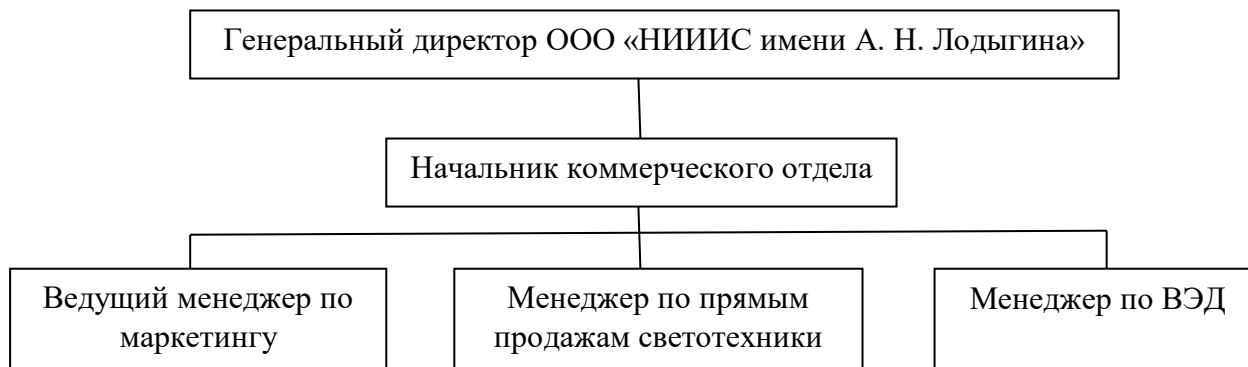 Генеральный директор ООО «НИИИС имени А. Н. Лодыгина»
Начальник коммерческого отдела
Ведущий менеджер по
маркетингу
Менеджер по прямым
продажам светотехники
Менеджер по ВЭД